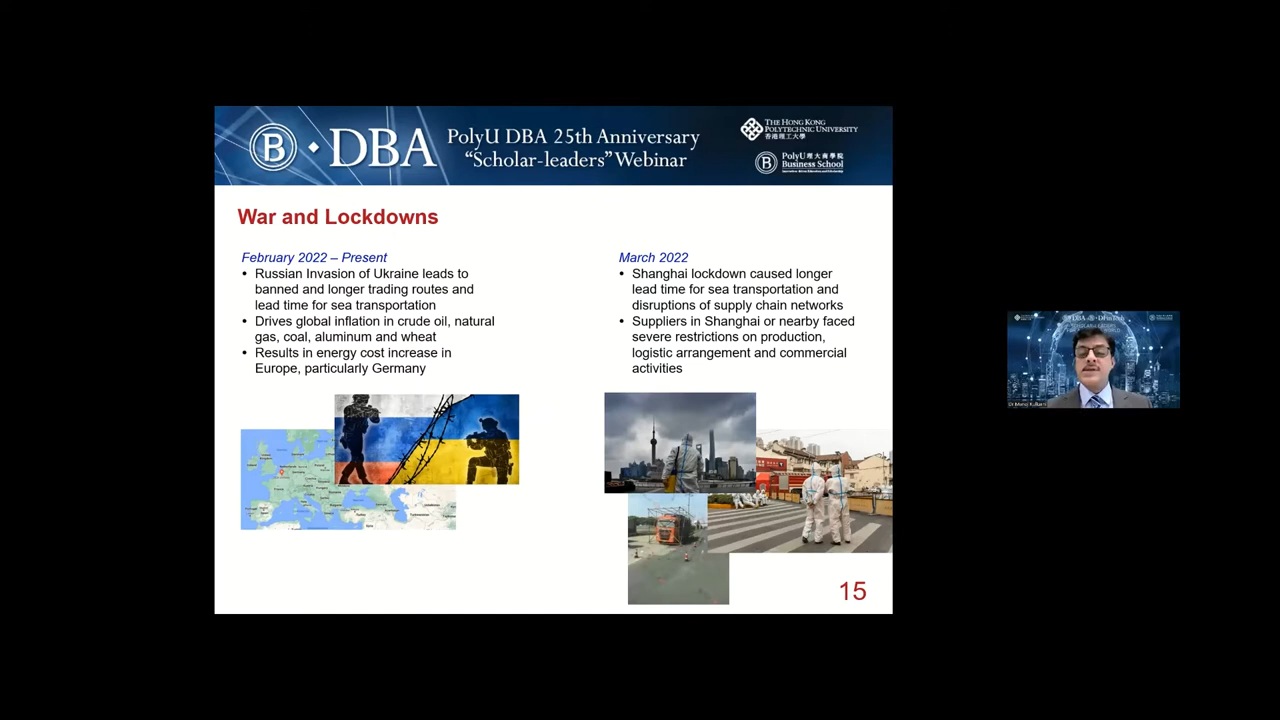 B · DBA
PolyU DBA 25th Anniversary
“Scholar-leaders” Webinar
THE HONG KONG
POLYTECHNIC UNIVERSITY
香港理工大學
B
PolyU 理大商學院
Business School
War and Lockdowns
February 2022 – Present
• Russian Invasion of Ukraine leads to
banned and longer trading routes and
lead time for sea transportation
• Drives global inflation in crude oil, natural
gas, coal, aluminum and wheat
• Results in energy cost increase in
Europe, particularly Germany
March 2022
• Shanghai lockdown caused longer
lead time for sea transportation and
disruptions of supply chain networks
• Suppliers in Shanghai or nearby faced
severe restrictions on production,
logistic arrangement and commercial
activities
15